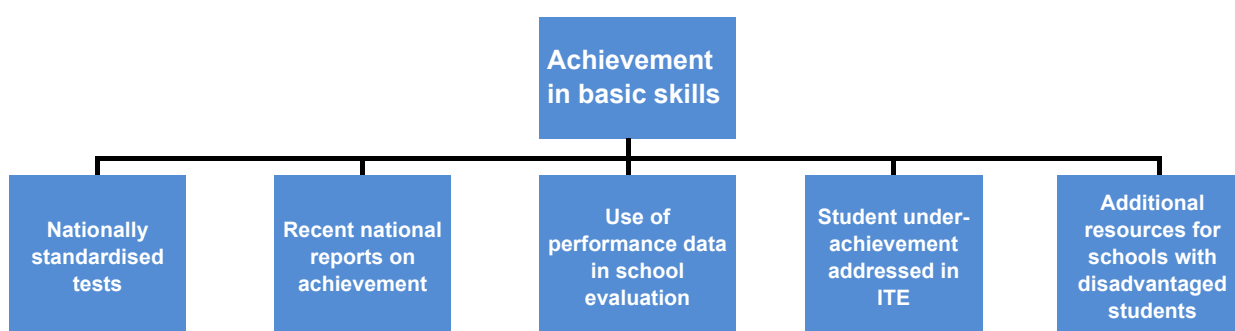 Achievement
in basic skills
Nationally
standardised
tests
Recent national
reports on
achievement
Use of
performance data
in school
evaluation
Student under-
achievement
addressed in
ITE
Additional
resources for
schools with
disadvantaged
students